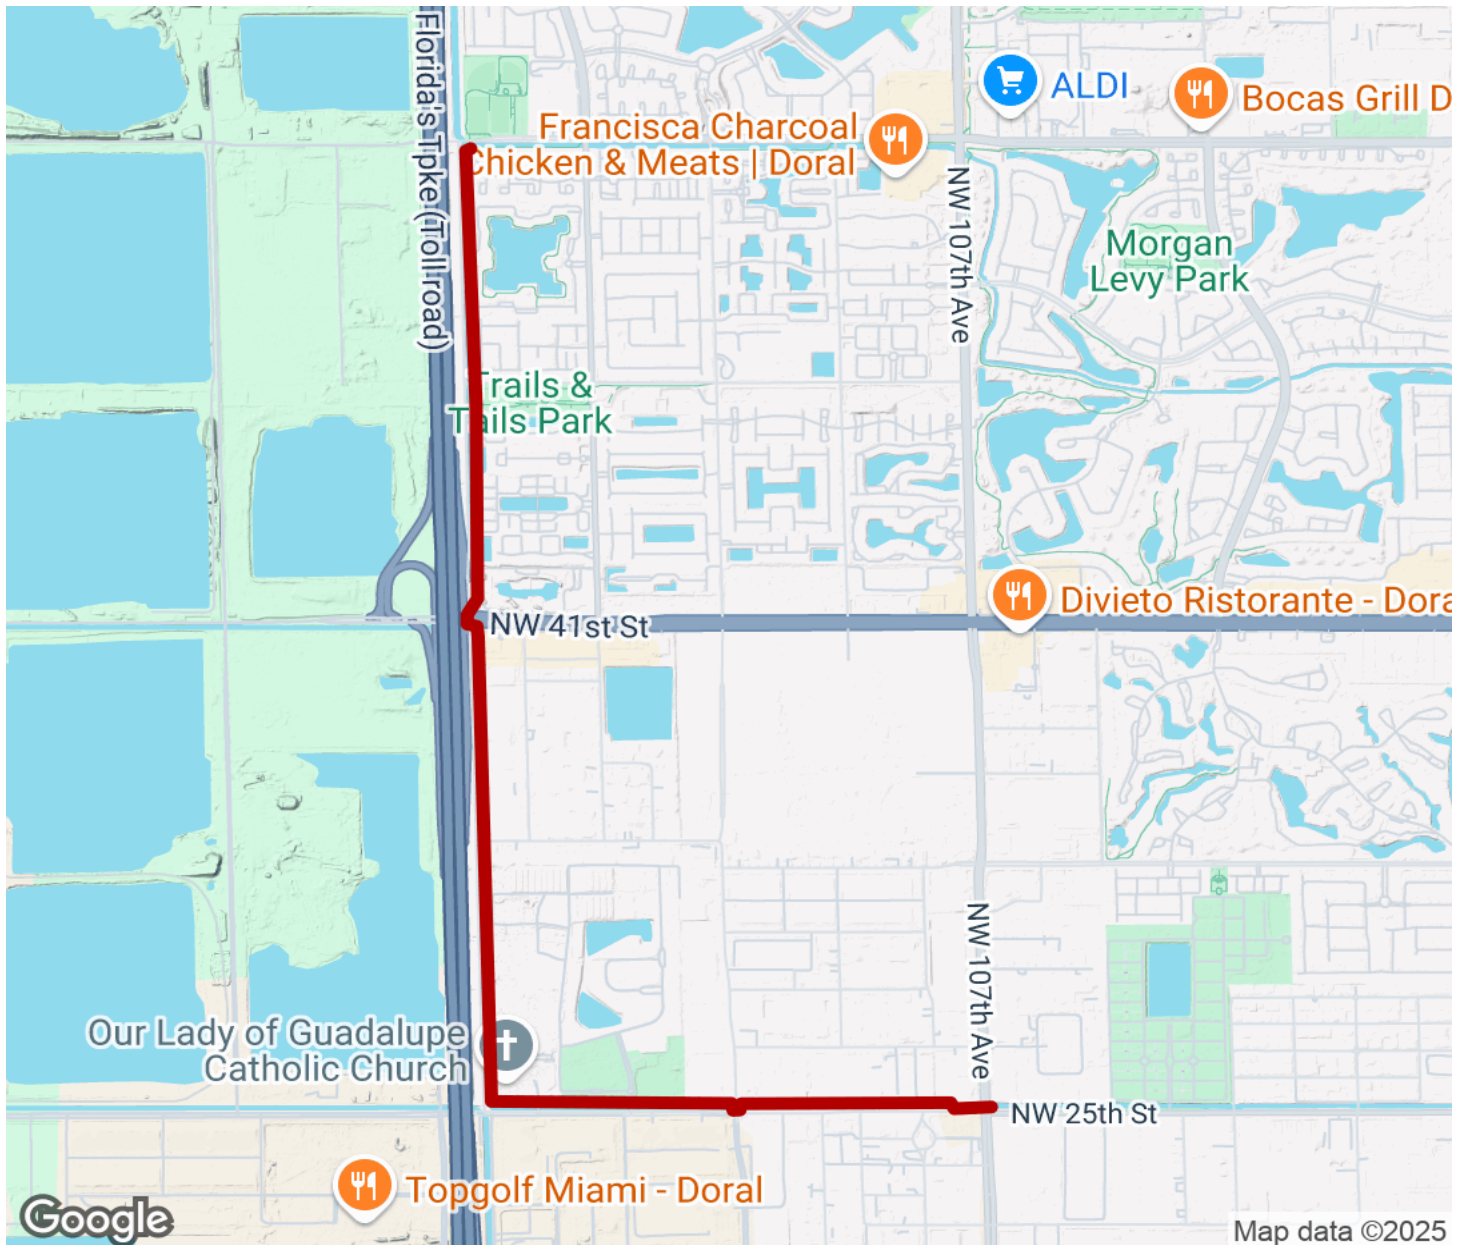 Florida's Tpke (Toll road)
ALDI
Bocas Grill D
Francisca Charcoal
Chicken & Meats | Doral
NW 107th Ave
Morgan
Levy Park
Trails &
Tails Park
NW 41st St
Divieto Ristorante - Dora
NW 107th Ave
Our Lady of Guadalupe
Catholic Church
NW 25th St
Topgolf Miami - Doral
Google
Map data ©2025